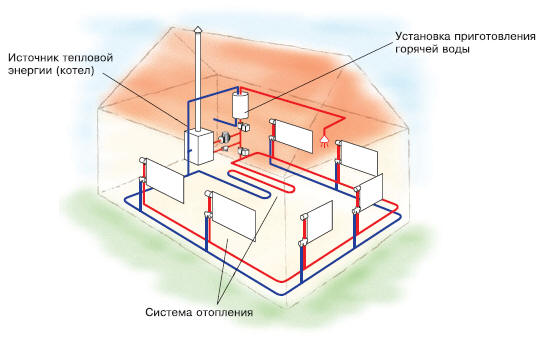 Установка приготовления
горячей воды
Источник тепловой
энергии (котел)
Система отопления